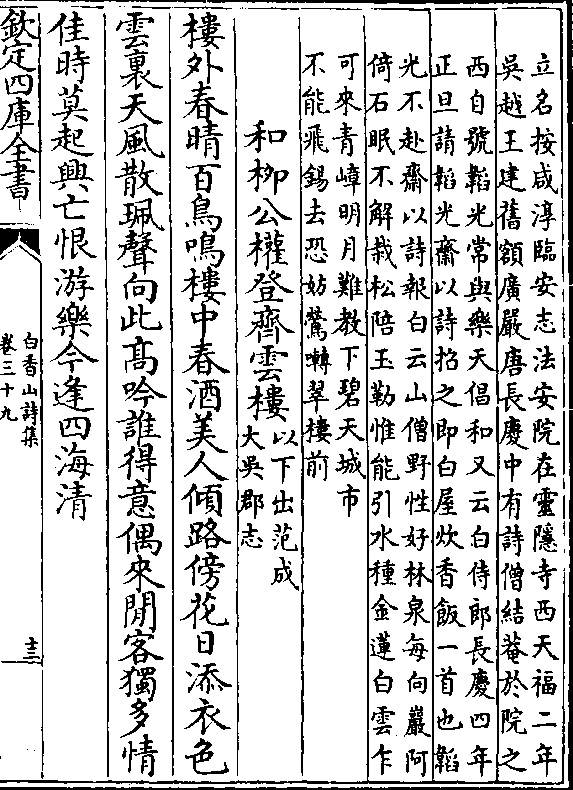 立名按咸淳臨安志法安院在靈隱寺西天福二年
吳越王建舊額廣嚴唐長慶中有詩僧結菴於院之
西自號韜光常與樂天倡和又云白侍郎長慶四年
正旦請韜光齋以詩招之即白屋炊香飯一首也韜
光不赴齋以詩報白云山僧野性好林泉每向巖阿
倚石眠不解栽松陪玉勒惟能引水種金蓮白雲乍
可來青嶂明月難教下碧天城市
不能飛錫去恐妨鶯囀翠樓前
和柳公權登齊雲樓
以下出范成
大吳郡志
樓外春晴百鳥鳴樓中春酒美人傾路傍花日添衣色
雲裏天風散珮聲向此髙吟誰得意偶來閒客獨多情
佳時莫起興亡恨游樂今逢四海清
欽定四庫全書
白香山詩集
卷三十九
十三